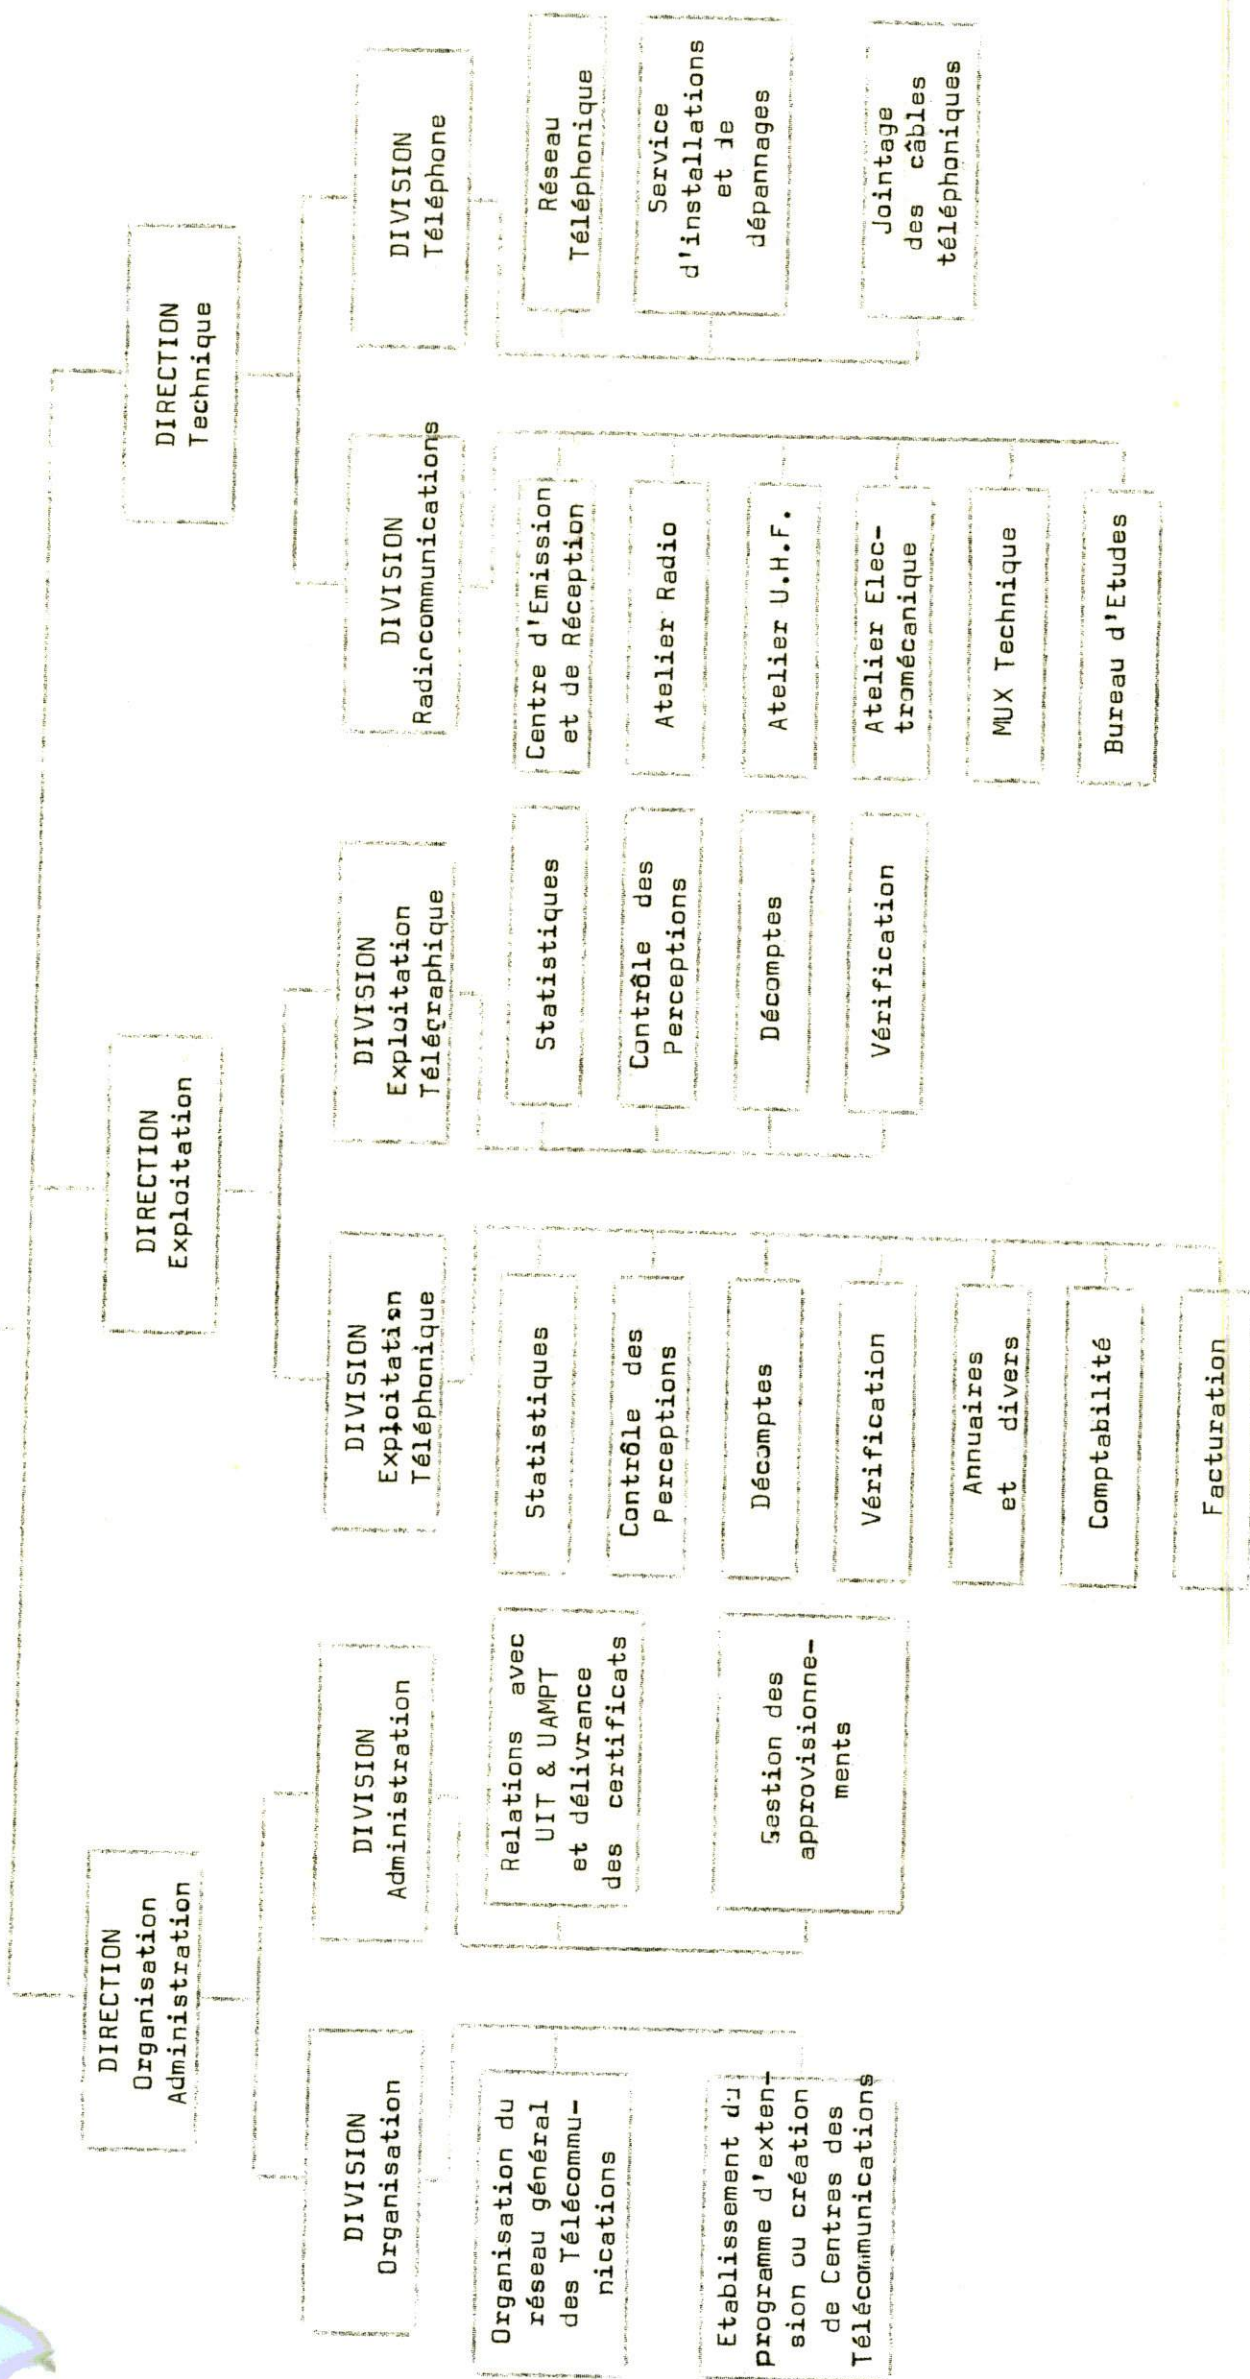 DIRECTION
Organisation
Administration
DIVISION
Organisation
Organisation du
réseau général
des Télécommu-
nications
Etablissement du
programme d'exten-
sion ou création
de Centres des
Télécommunications
DIVISION
Administration
Relations avec
UIT & UAMPT
et délivrance
des certificats
Gestion des
approvisionne-
ments
DIRECTION
Exploitation
DIVISION
Exploitation
Téléphonique
Statistiques
Contrôle des
Perceptions
Décomptes
Vérification
Annuaires
et divers
Comptabilité
Facturation
DIVISION
Exploitation
Télégraphique
Statistiques
Contrôle des
Perceptions
Décomptes
Vérification
DIRECTION
Technique
DIVISION
Radiocommunications
Centre d'Emission
et de Réception
Atelier Radio
Atelier U.H.F.
Atelier Elec-
tromécanique
MUX Technique
Bureau d'Etudes
DIVISION
Téléphone
Réseau
Téléphonique
Service
d'installations
et de
dépannages
Jointage
des câbles
téléphoniques